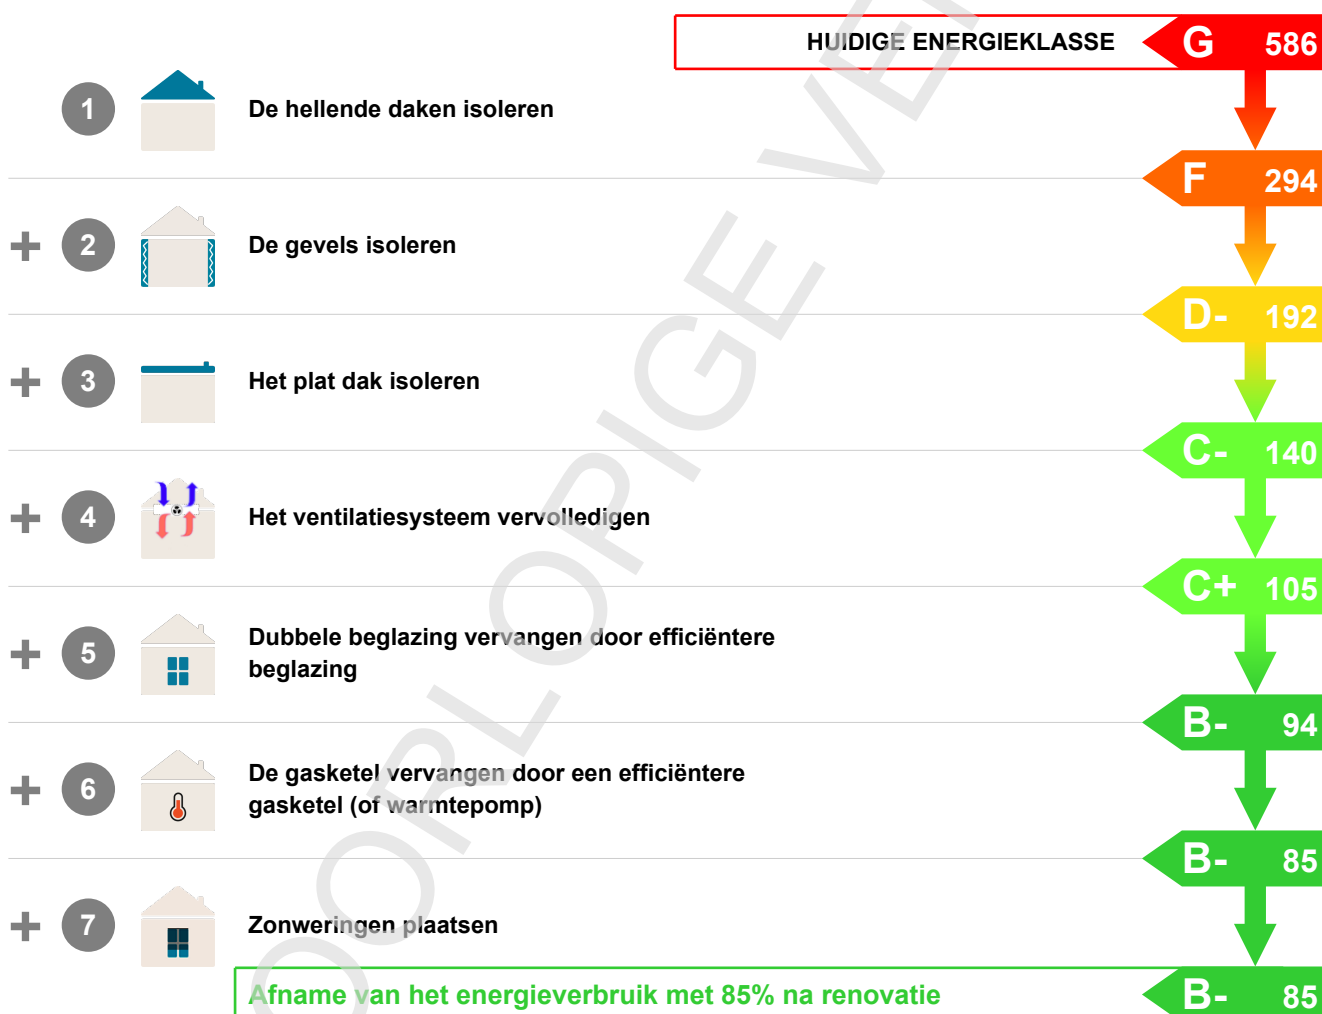 HUIDIGE ENERGIEKLASSE G 586
1 De hellende daken isoleren
F 294
+ 2 De gevels isoleren
D- 192
+ 3 Het plat dak isoleren
C- 140
+ 4 Het ventilatiesysteem vervolledigen
C+ 105
+ 5 Dubbele beglazing vervangen door efficiëntere
beglazing
B- 94
+ 6 De gasketel vervangen door een efficiëntere
gasketel (of warmtepomp)
B- 85
+ 7 Zonweringen plaatsen
Afname van het energieverbruik met 85% na renovatie B- 85